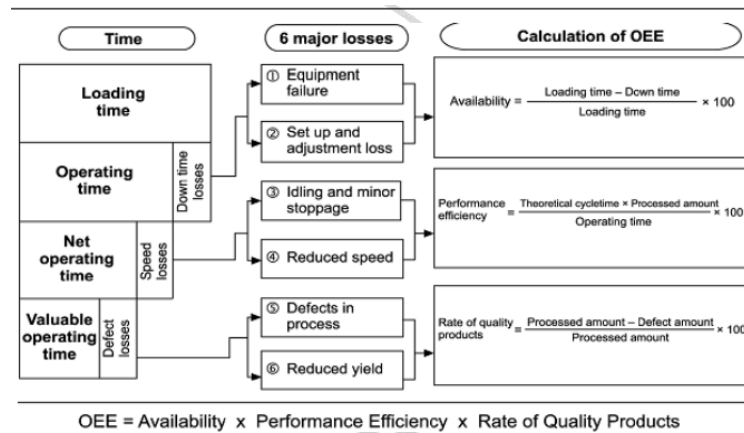 Time
6 major losses
Calculation of OEE
Loading
time
Operating
time
Down time
losses
Net
operating
time
Speed
losses
Valuable
operating
time
Defect
losses
① Equipment
failure
② Set up and
adjustment loss
③ Idling and minor
stoppage
④ Reduced speed
⑤ Defects in
process
⑥ Reduced yield
Availability = Loading time – Down time / Loading time × 100
Performance
efficiency = Theoretical cycletime × Processed amount / Operating time × 100
Rate of quality
products = Processed amount – Defect amount / Processed amount × 100
OEE = Availability x Performance Efficiency x Rate of Quality Products